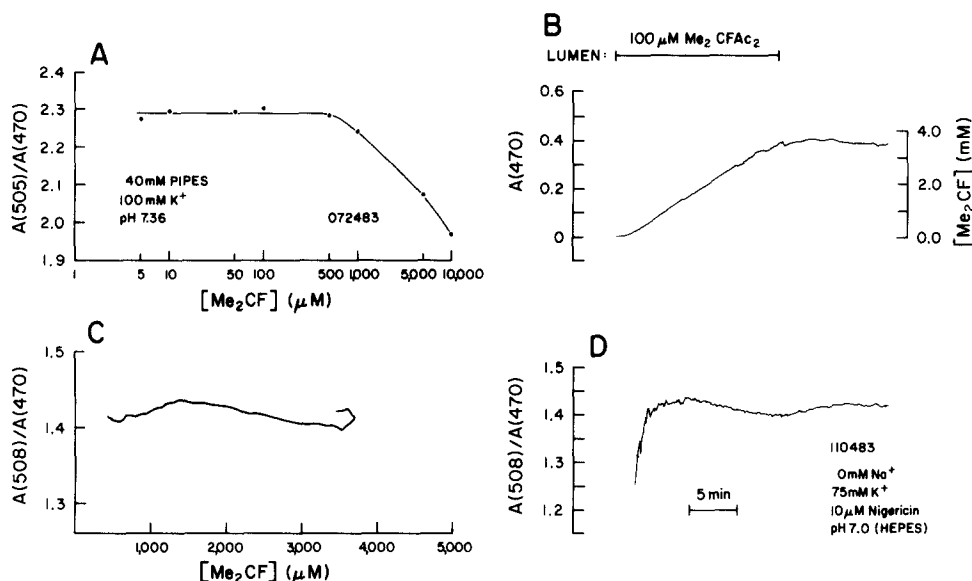 A
A(505)/A(470)
2.4
2.3
2.2
2.1
2.0
1.9
40mM PIPES
100mM K⁺
pH 7.36
072483
1
5
10
50
100
500
1,000
5,000
10,000
[Me₂CF] (μM)
B
100 μM Me₂ CFAc₂
LUMEN:
A(470)
0.6
0.4
0.2
0
4.0
2.0
0.0
[Me₂CF] (mM)
C
A(508)/A(470)
1.5
1.4
1.3
1,000
2,000
3,000
4,000
5,000
[Me₂CF] (μM)
D
A(508)/A(470)
1.5
1.4
1.3
1.2
5 min
110483
0mM Na⁺
75mM K⁺
10μM Nigericin
pH 7.0 (HEPES)